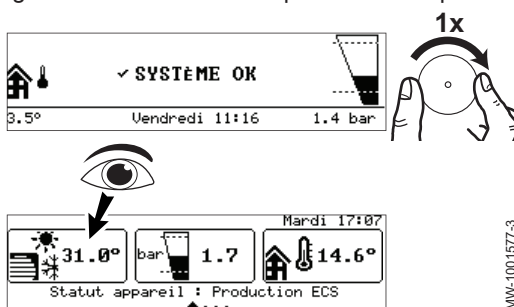 1x
✓ SYSTÈME OK
3.5° Vendredi 11:16 1.4 bar
Mardi 17:07
31.0° bar 1.7 14.6°
Statut appareil : Production ECS
MW-1001577-3